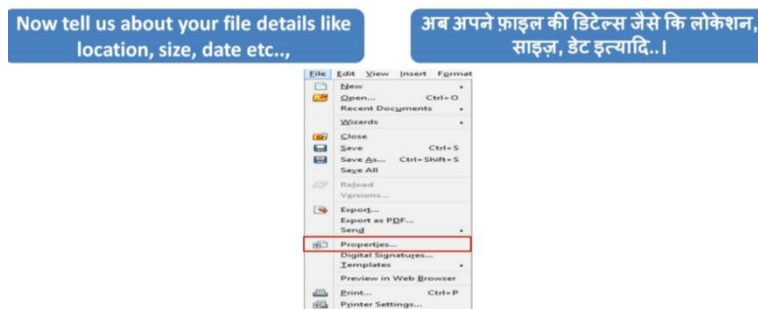 Now tell us about your file details like
location, size, date etc..,
अब अपने फ़ाइल की डिटेल्स जैसे कि लोकेशन,
साइज़, डेट इत्यादि..।
File Edit View Insert Format
New
Open... Ctrl+O
Recent Documents
Wizards
Close
Save Ctrl+S
Save As... Ctrl+Shift+S
Save All
Reload
Versions...
Export...
Export as PDF...
Send
Properties...
Digital Signatures...
Templates
Preview in Web Browser
Print... Ctrl+P
Printer Settings...